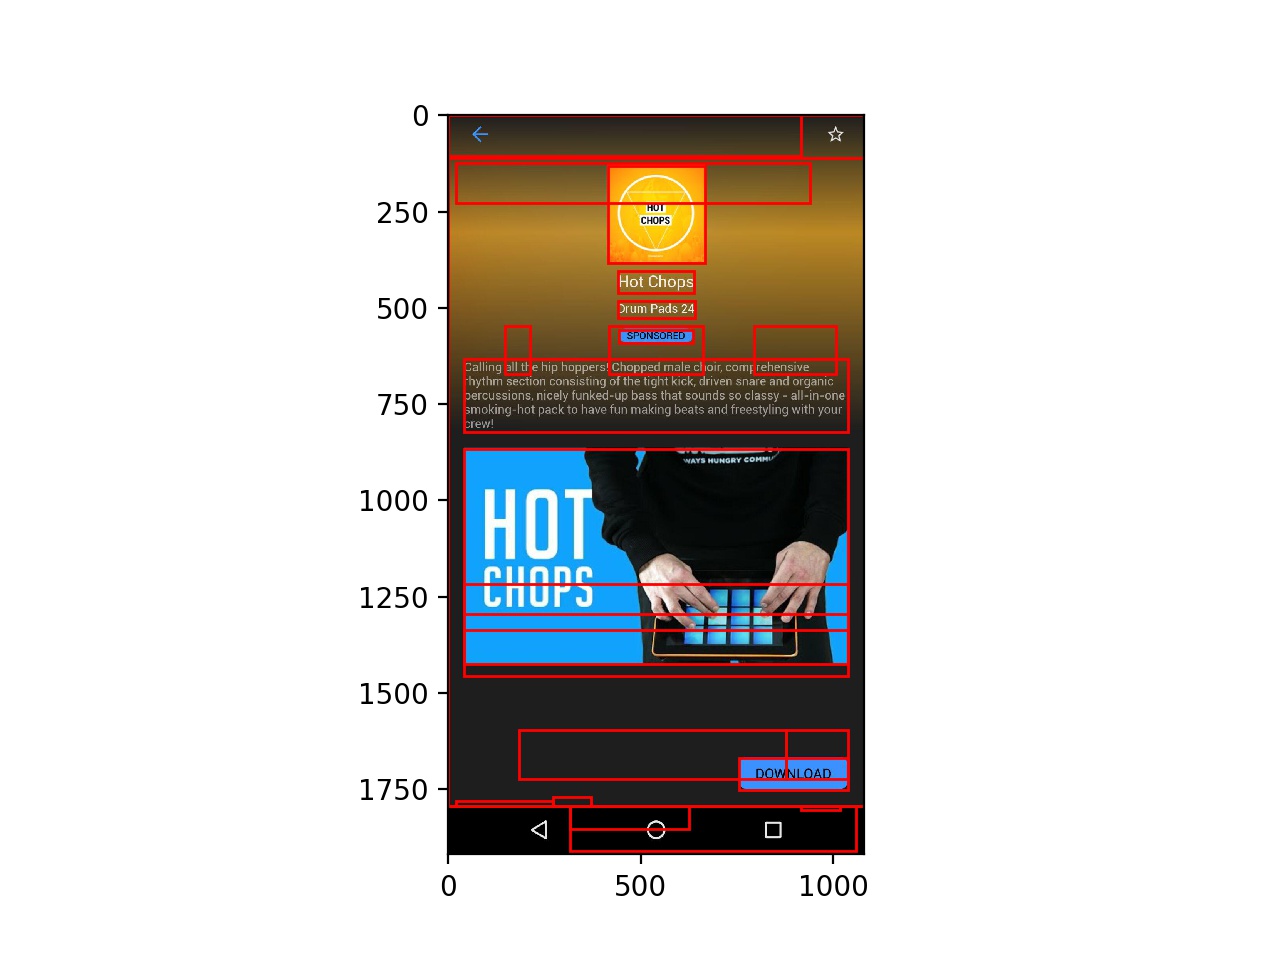 0
250
HOT
CHOPS
Hot Chops
500
Drum Pads 24
SPONSORED
Calling all the hip hoppers! Chopped male choir, comprehensive
rhythm section consisting of the tight kick, driven snare and organic
percussions, nicely funked-up bass that sounds so classy - all-in-one
750
smoking-hot pack to have fun making beats and freestyling with your
crew!
WAYS HUNGRY COMMU
1000
HOT
CHOPS
1250
1500
DOWNLOAD
1750
0 500 1000